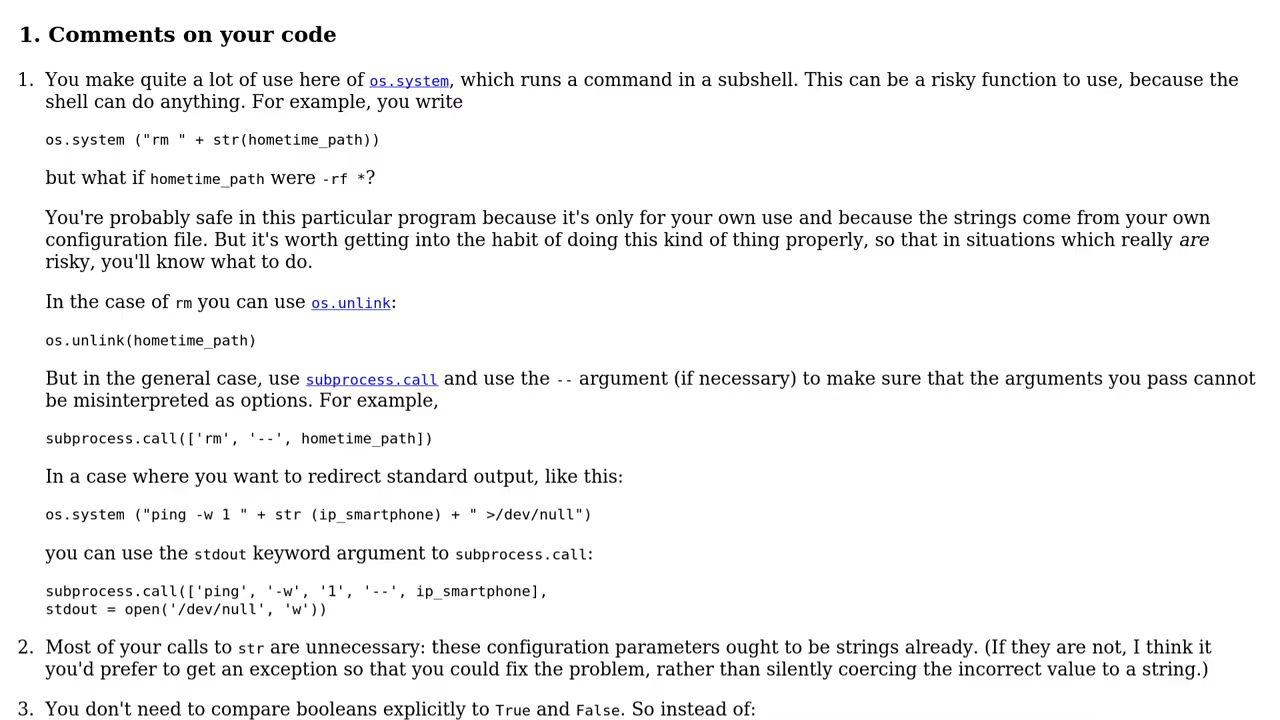 1. Comments on your code
1. You make quite a lot of use here of os.system, which runs a command in a subshell. This can be a risky function to use, because the
shell can do anything. For example, you write
os.system ("rm " + str(hometime_path))
but what if hometime_path were -rf *?
You're probably safe in this particular program because it's only for your own use and because the strings come from your own
configuration file. But it's worth getting into the habit of doing this kind of thing properly, so that in situations which really are
risky, you'll know what to do.
In the case of rm you can use os.unlink:
os.unlink(hometime_path)
But in the general case, use subprocess.call and use the -- argument (if necessary) to make sure that the arguments you pass cannot
be misinterpreted as options. For example,
subprocess.call(['rm', '--', hometime_path])
In a case where you want to redirect standard output, like this:
os.system ("ping -w 1 " + str (ip_smartphone) + " >/dev/null")
you can use the stdout keyword argument to subprocess.call:
subprocess.call(['ping', '-w', '1', '--', ip_smartphone],
stdout = open('/dev/null', 'w'))
2. Most of your calls to str are unnecessary: these configuration parameters ought to be strings already. (If they are not, I think it
you'd prefer to get an exception so that you could fix the problem, rather than silently coercing the incorrect value to a string.)
3. You don't need to compare booleans explicitly to True and False. So instead of: